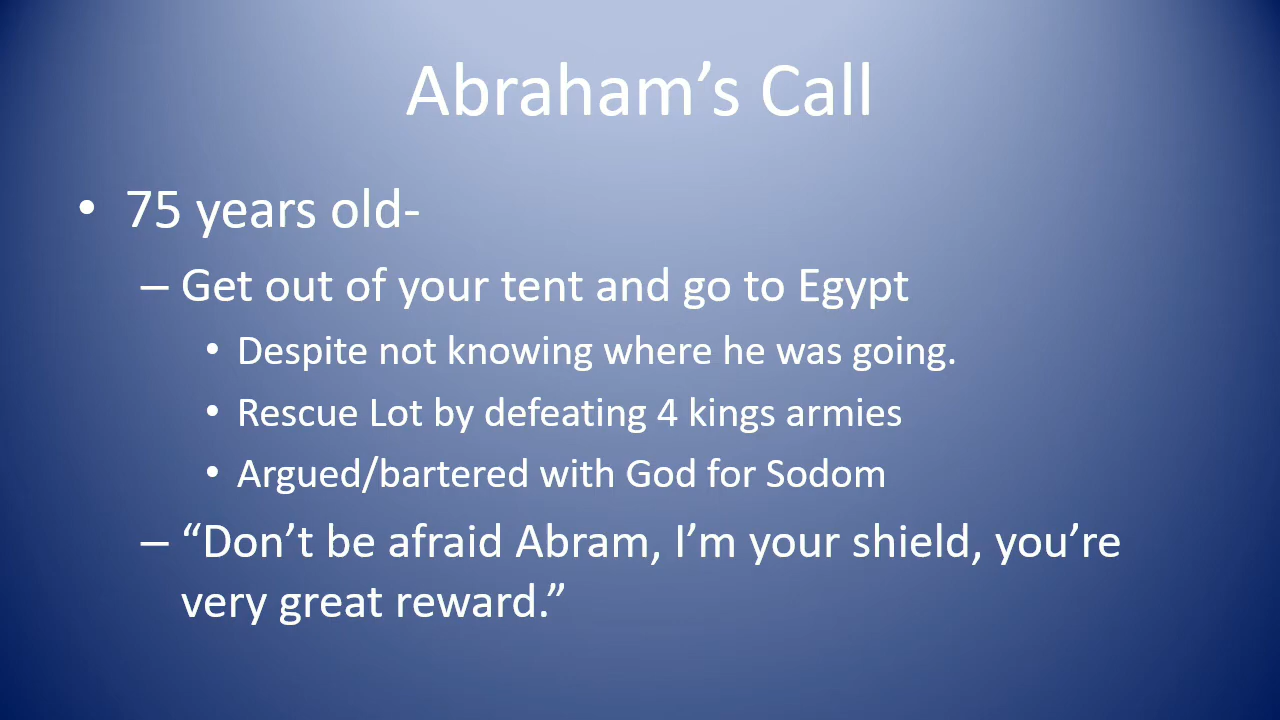 Abraham’s Call
• 75 years old-
– Get out of your tent and go to Egypt
• Despite not knowing where he was going.
• Rescue Lot by defeating 4 kings armies
• Argued/bartered with God for Sodom
– “Don’t be afraid Abram, I’m your shield, you’re
very great reward.”